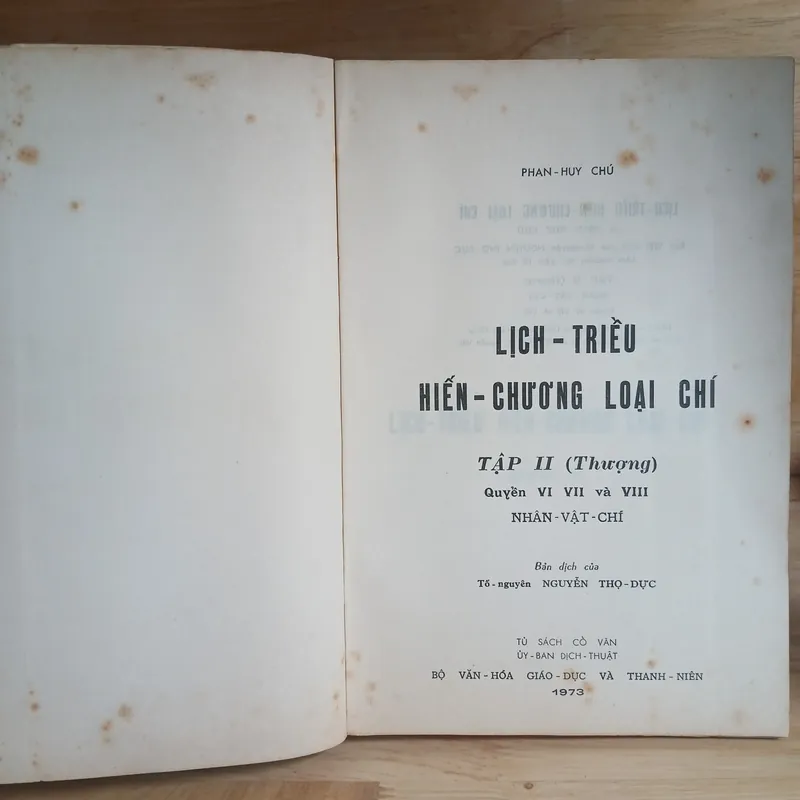 PHAN-HUY CHÚ
LỊCH-TRIỀU
HIẾN-CHƯƠNG LOẠI CHÍ
TẬP II (Thượng)
Quyển VI VII và VIII
NHÂN-VẬT-CHÍ
Bản dịch của
Tố-nguyên NGUYỄN THỌ-DỰC
TỦ SÁCH CỔ VĂN
ỦY-BAN DỊCH-THUẬT
BỘ VĂN-HÓA GIÁO-DỤC VÀ THANH-NIÊN
1973